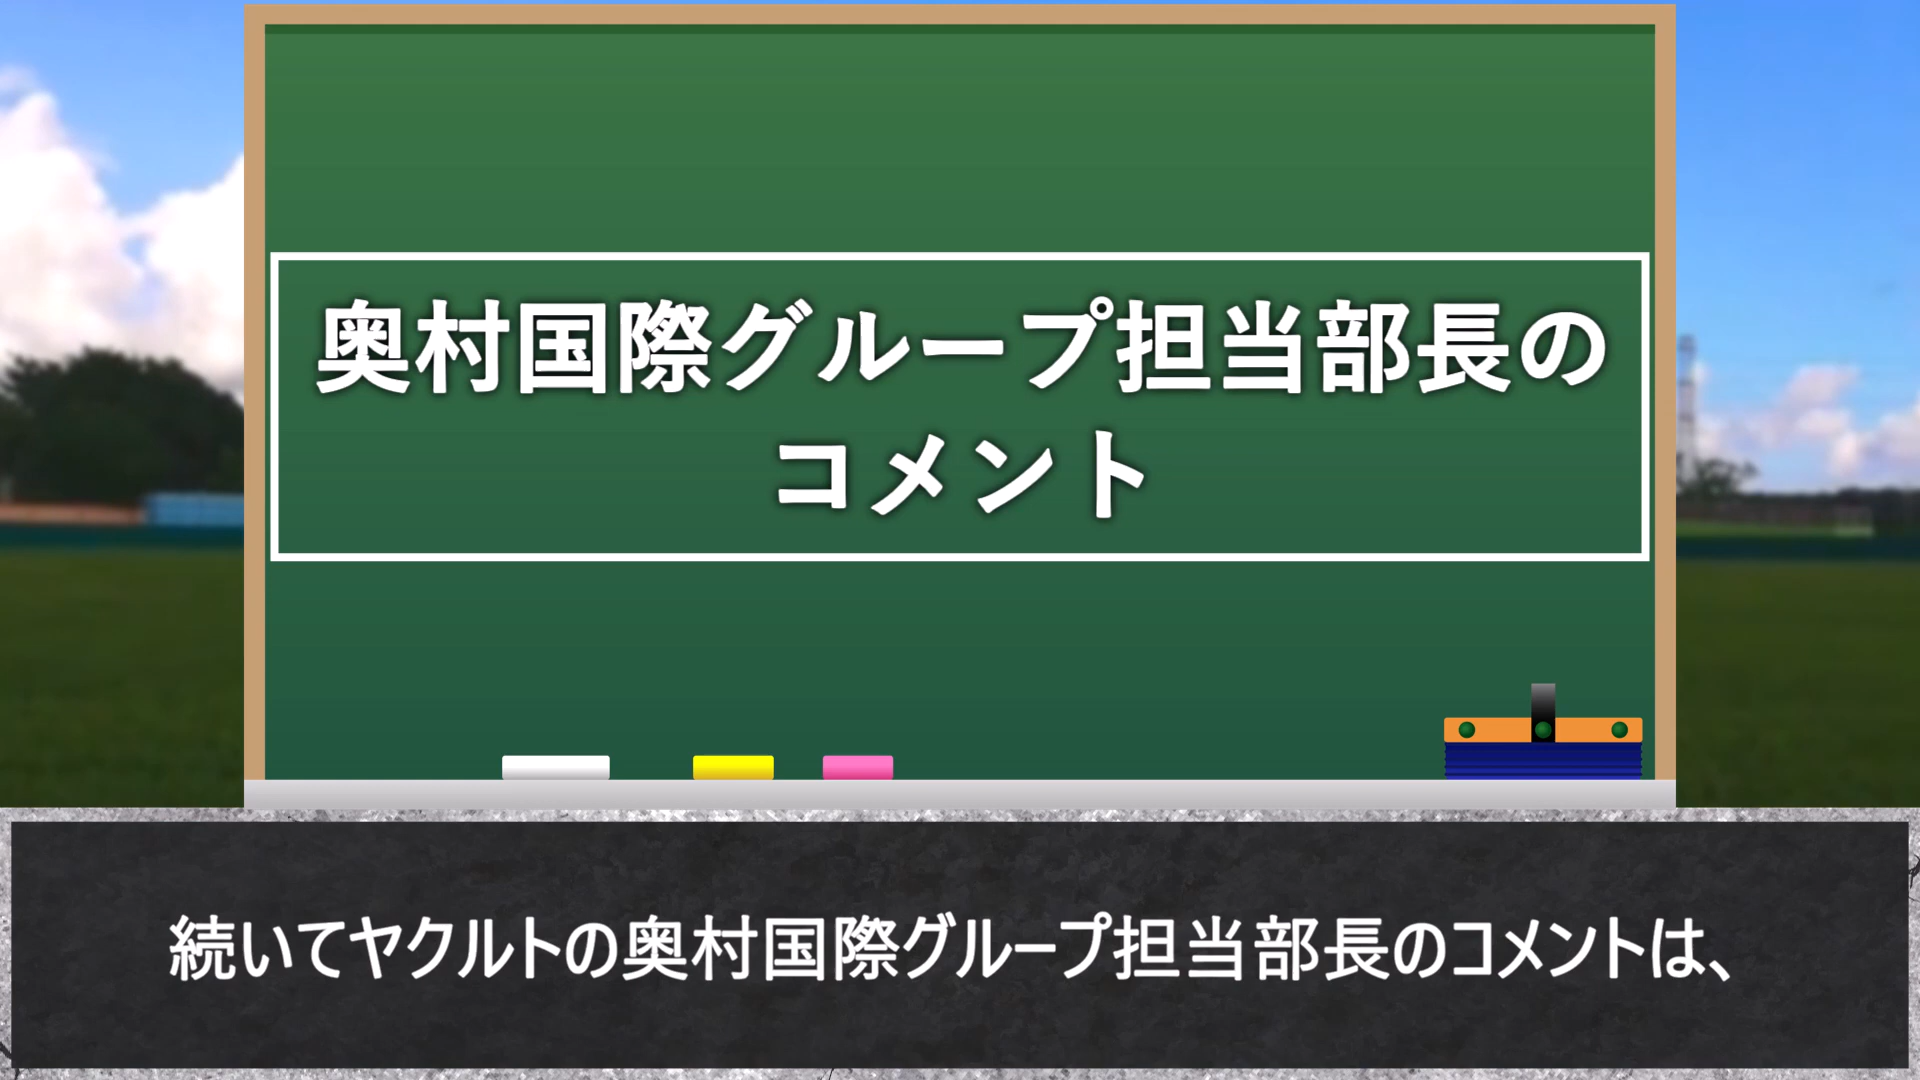 奥村国際グループ担当部長の
コメント
続いてヤクルトの奥村国際グループ担当部長のコメントは、